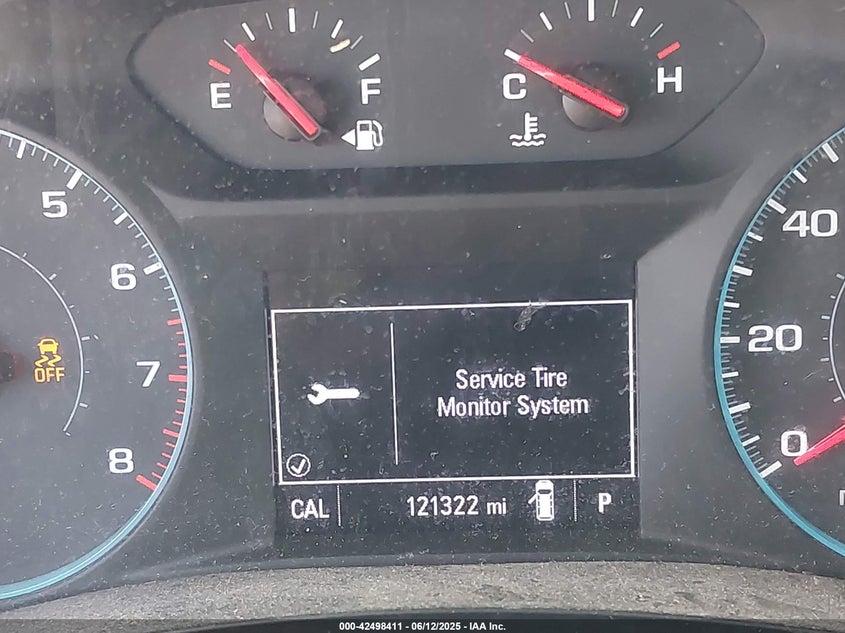 E
F
C
H
5
6
7
8
OFF
40
20
0
Service Tire
Monitor System
CAL 121322 mi P
000-42498411 - 06/12/2025 - IAA Inc.